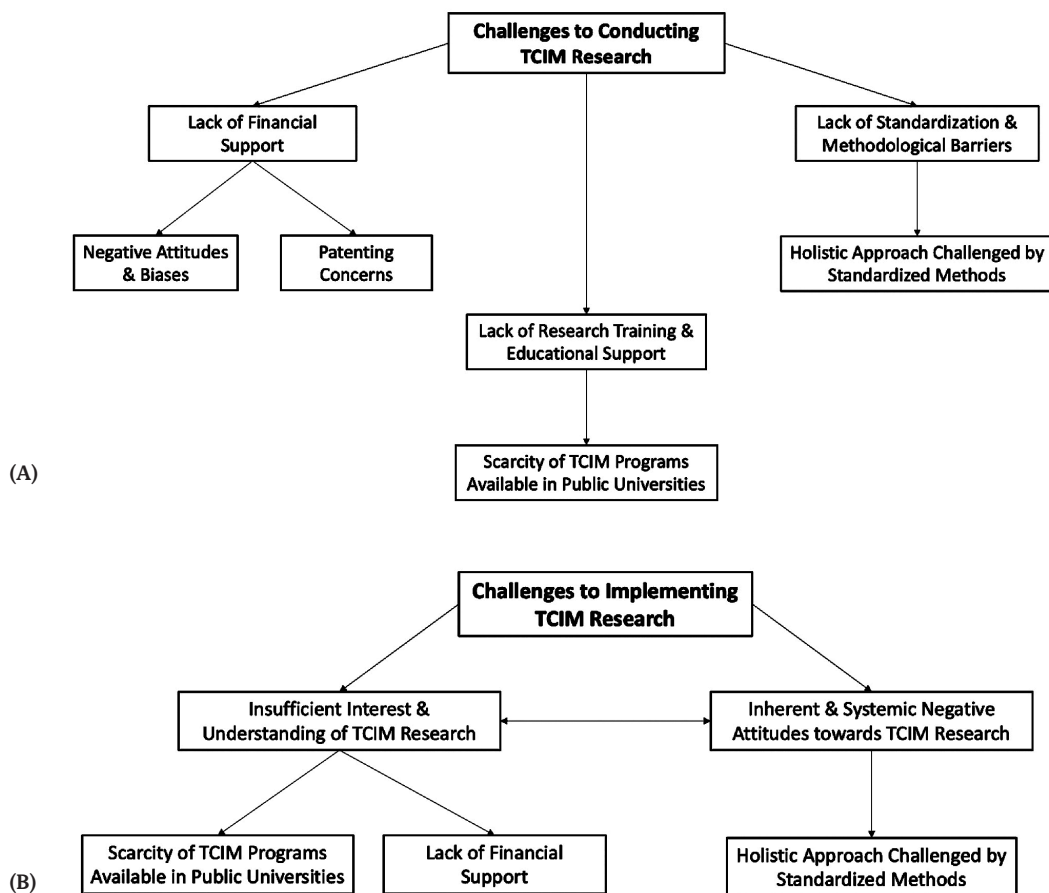 Challenges to Conducting
TCIM Research
Lack of Financial
Support
Lack of Standardization &
Methodological Barriers
Negative Attitudes
& Biases
Patenting
Concerns
Holistic Approach Challenged by
Standardized Methods
Lack of Research Training &
Educational Support
Scarcity of TCIM Programs
Available in Public Universities
(A)
Challenges to Implementing
TCIM Research
Insufficient Interest &
Understanding of TCIM Research
Inherent & Systemic Negative
Attitudes towards TCIM Research
Scarcity of TCIM Programs
Available in Public Universities
Lack of Financial
Support
Holistic Approach Challenged by
Standardized Methods
(B)